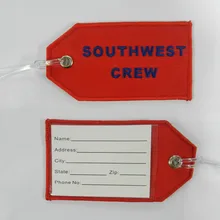 SOUTHWEST
CREW
Name:
Address:
City:
State: Zip:
Phone No.: